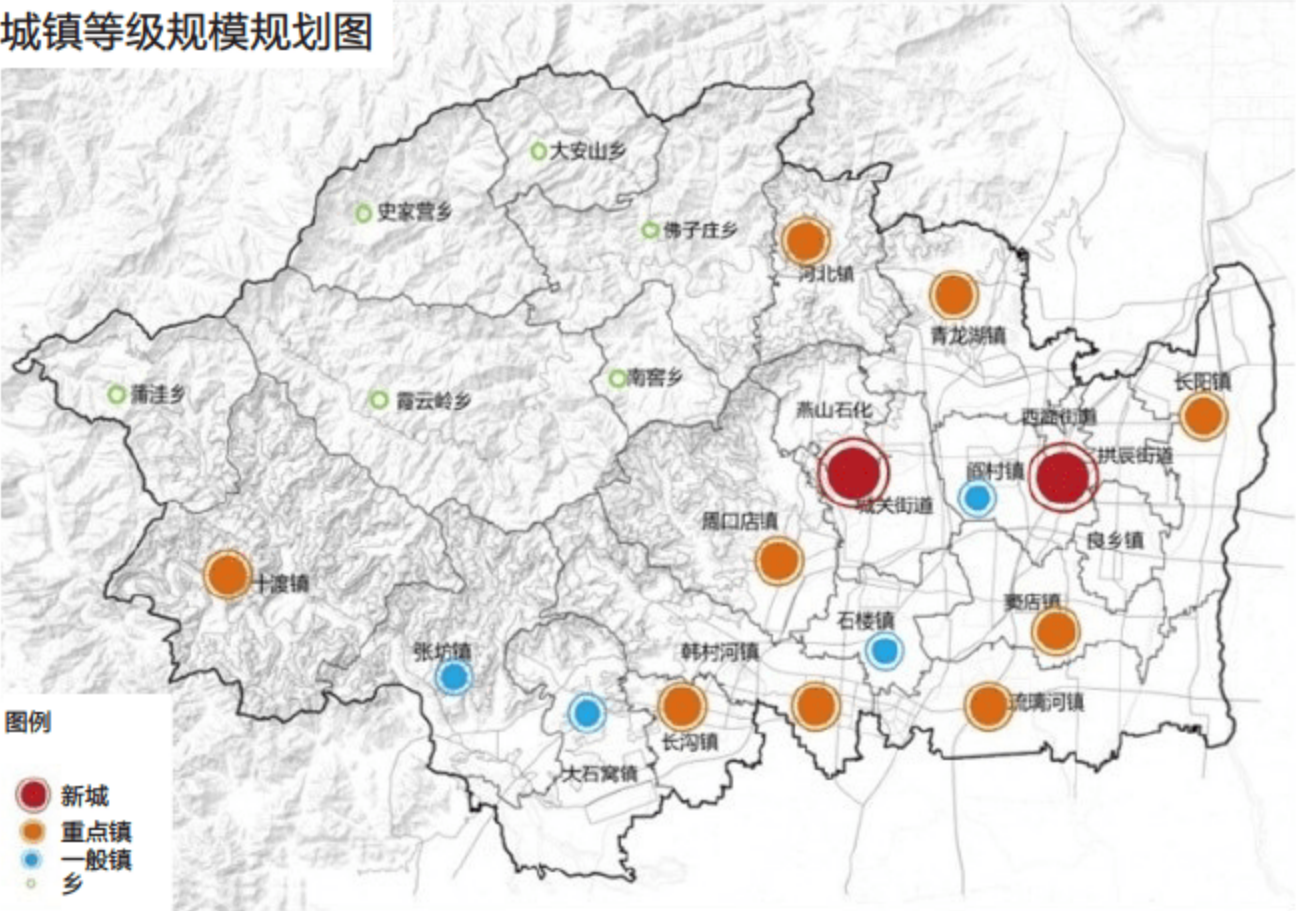 城镇等级规模规划图
大安山乡
史家营乡
佛子庄乡
河北镇
青龙湖镇
南窖乡
长阳镇
蒲洼乡
霞云岭乡
燕山石化
西潞街道
拱辰街道
阎村镇
城关街道
周口店镇
良乡镇
十渡镇
窦店镇
石楼镇
张坊镇
韩村河镇
流璃河镇
长沟镇
大石窝镇
图例
新城
重点镇
一般镇
乡